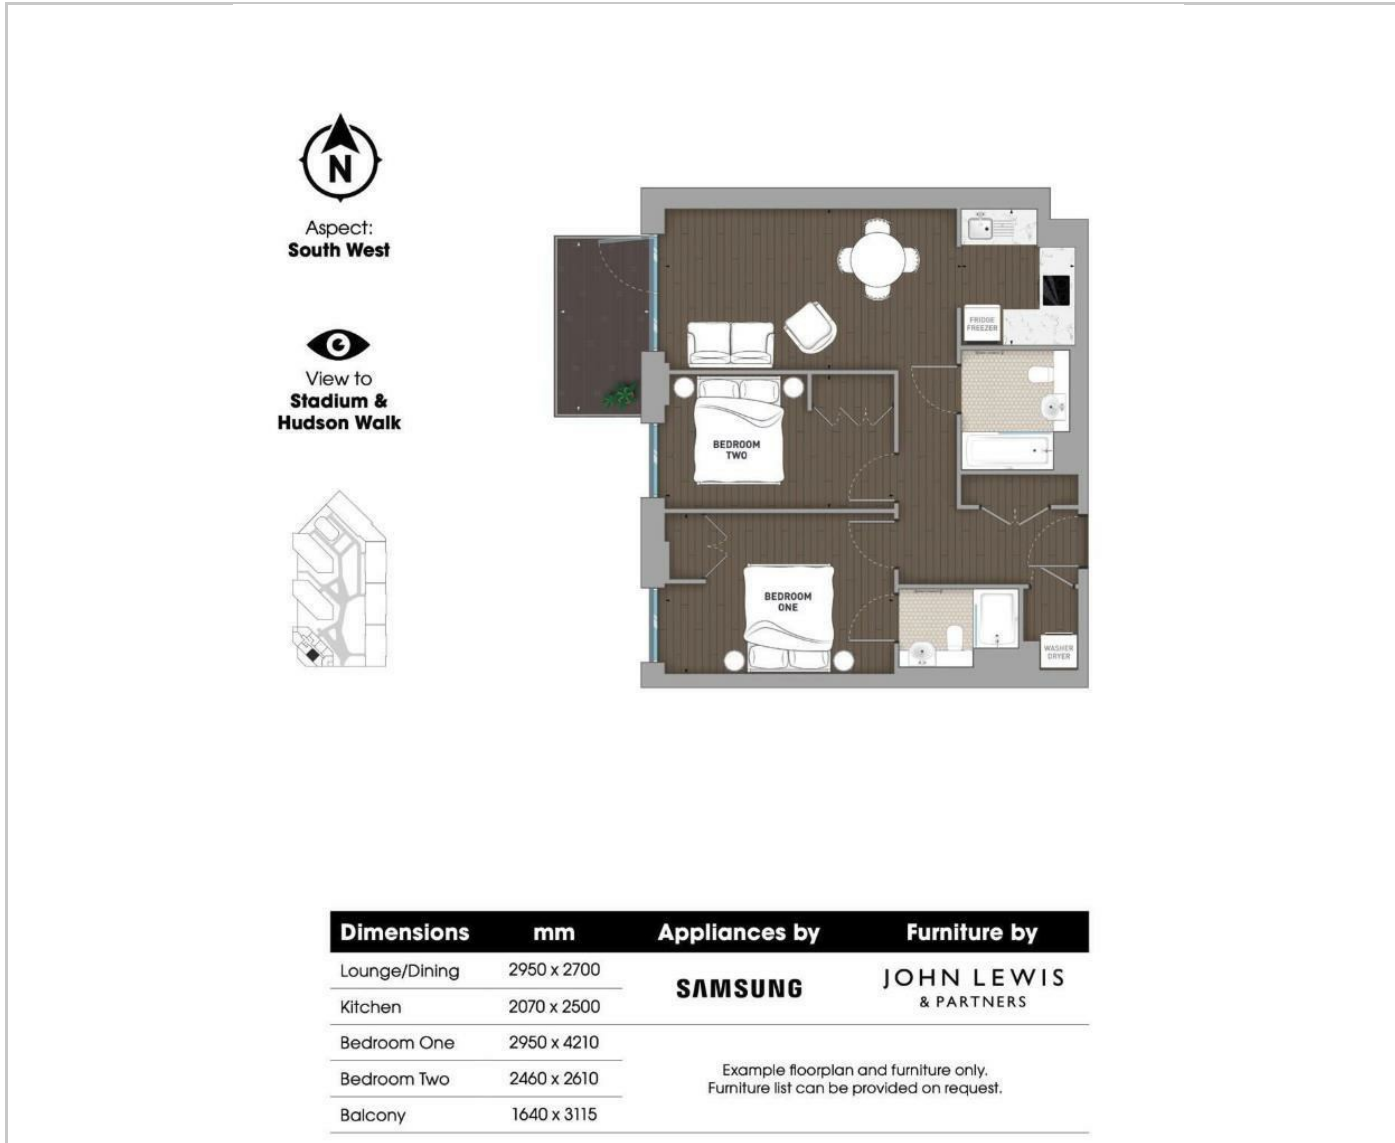 N
Aspect:
South West
View to
Stadium &
Hudson Walk
FRIDGE
FREEZER
BEDROOM
TWO
BEDROOM
ONE
WASHER
DRYER
Dimensions mm Appliances by Furniture by
Lounge/Dining 2950 x 2700
SAMSUNG
JOHN LEWIS
& PARTNERS
Kitchen 2070 x 2500
Bedroom One 2950 x 4210
Bedroom Two 2460 x 2610
Balcony 1640 x 3115
Example floorplan and furniture only.
Furniture list can be provided on request.